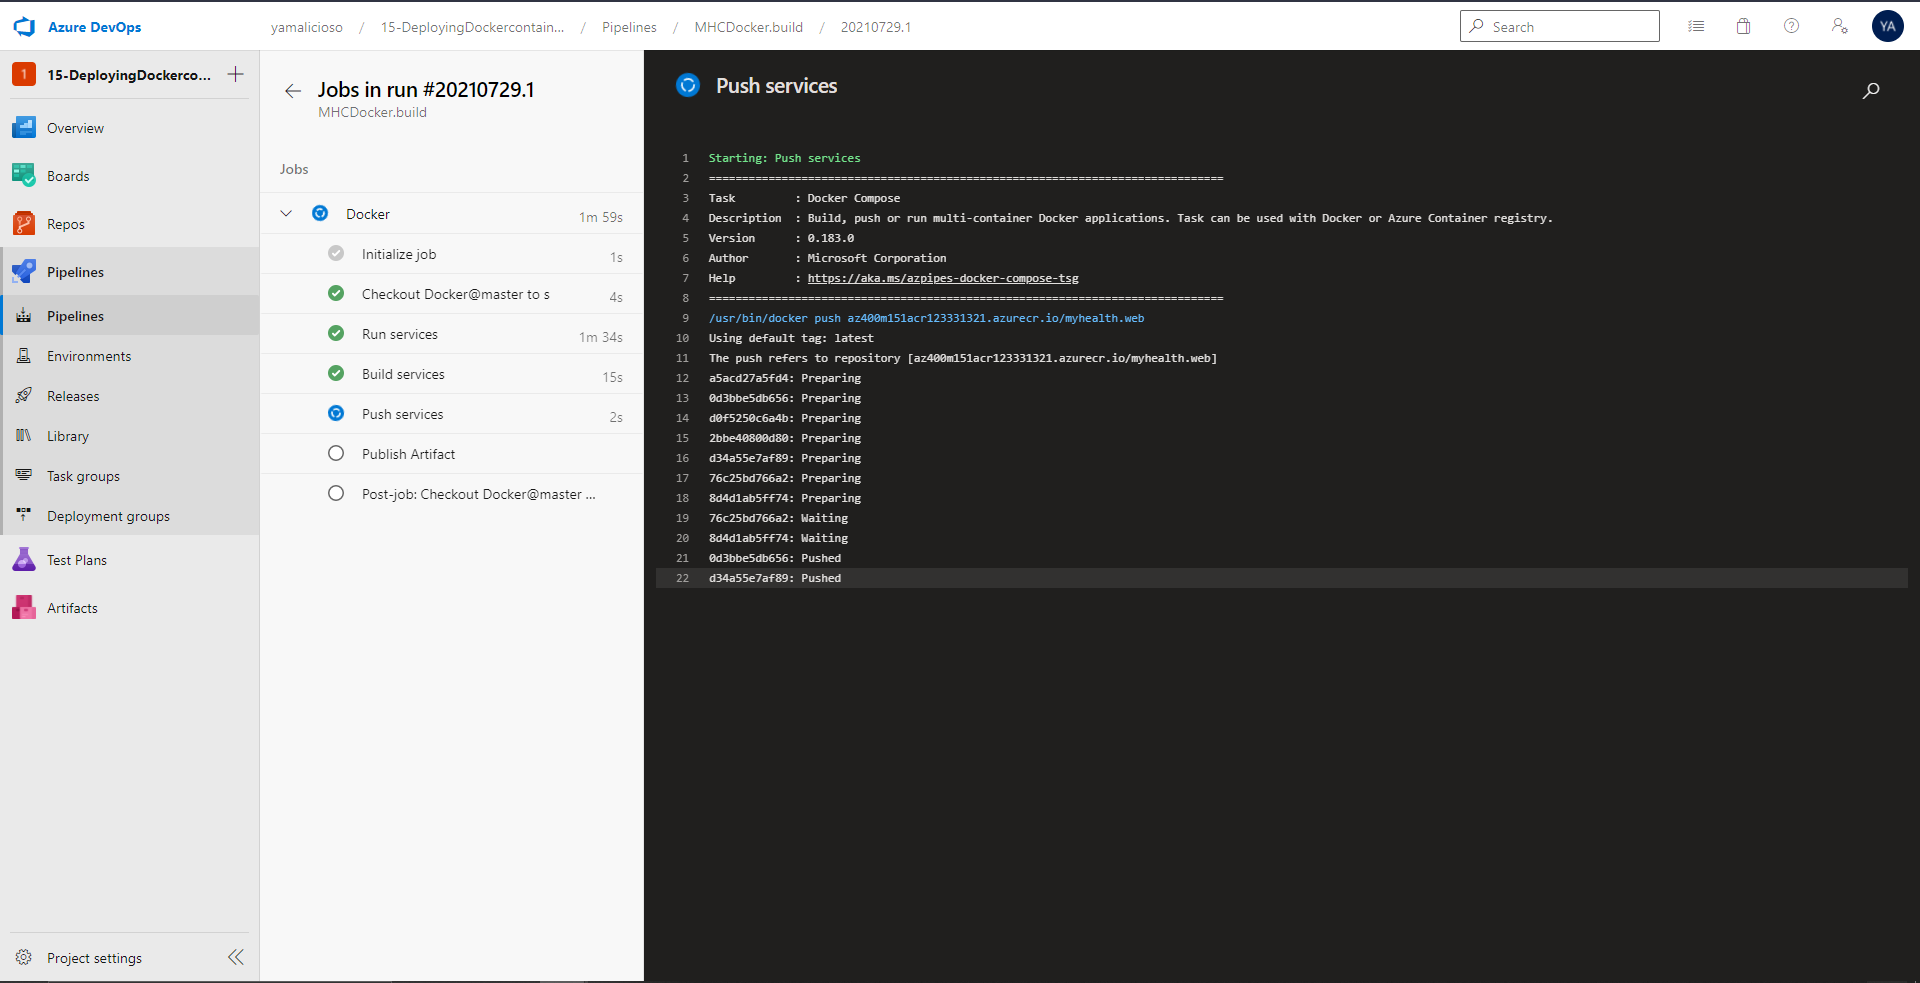 Azure DevOps
yamalicioso / 15-DeployingDockercontain... / Pipelines / MHCDocker.build / 20210729.1
Search
YA
1 15-DeployingDockerco...
Overview
Boards
Repos
Pipelines
Pipelines
Environments
Releases
Library
Task groups
Deployment groups
Test Plans
Artifacts
Project settings
Jobs in run #20210729.1
MHCDocker.build
Jobs
Docker 1m 59s
Initialize job 1s
Checkout Docker@master to s 4s
Run services 1m 34s
Build services 15s
Push services 2s
Publish Artifact
Post-job: Checkout Docker@master ...
Push services
1 Starting: Push services
2 ==============================================================================
3 Task : Docker Compose
4 Description : Build, push or run multi-container Docker applications. Task can be used with Docker or Azure Container registry.
5 Version : 0.183.0
6 Author : Microsoft Corporation
7 Help : https://aka.ms/azpipes-docker-compose-tsg
8 ==============================================================================
9 /usr/bin/docker push az400m151acr123331321.azurecr.io/myhealth.web
10 Using default tag: latest
11 The push refers to repository [az400m151acr123331321.azurecr.io/myhealth.web]
12 a5acd27a5fd4: Preparing
13 0d3bbe5db656: Preparing
14 d0f5250c6a4b: Preparing
15 2bbe40800d80: Preparing
16 d34a55e7af89: Preparing
17 76c25bd766a2: Preparing
18 8d4d1ab5ff74: Preparing
19 76c25bd766a2: Waiting
20 8d4d1ab5ff74: Waiting
21 0d3bbe5db656: Pushed
22 d34a55e7af89: Pushed